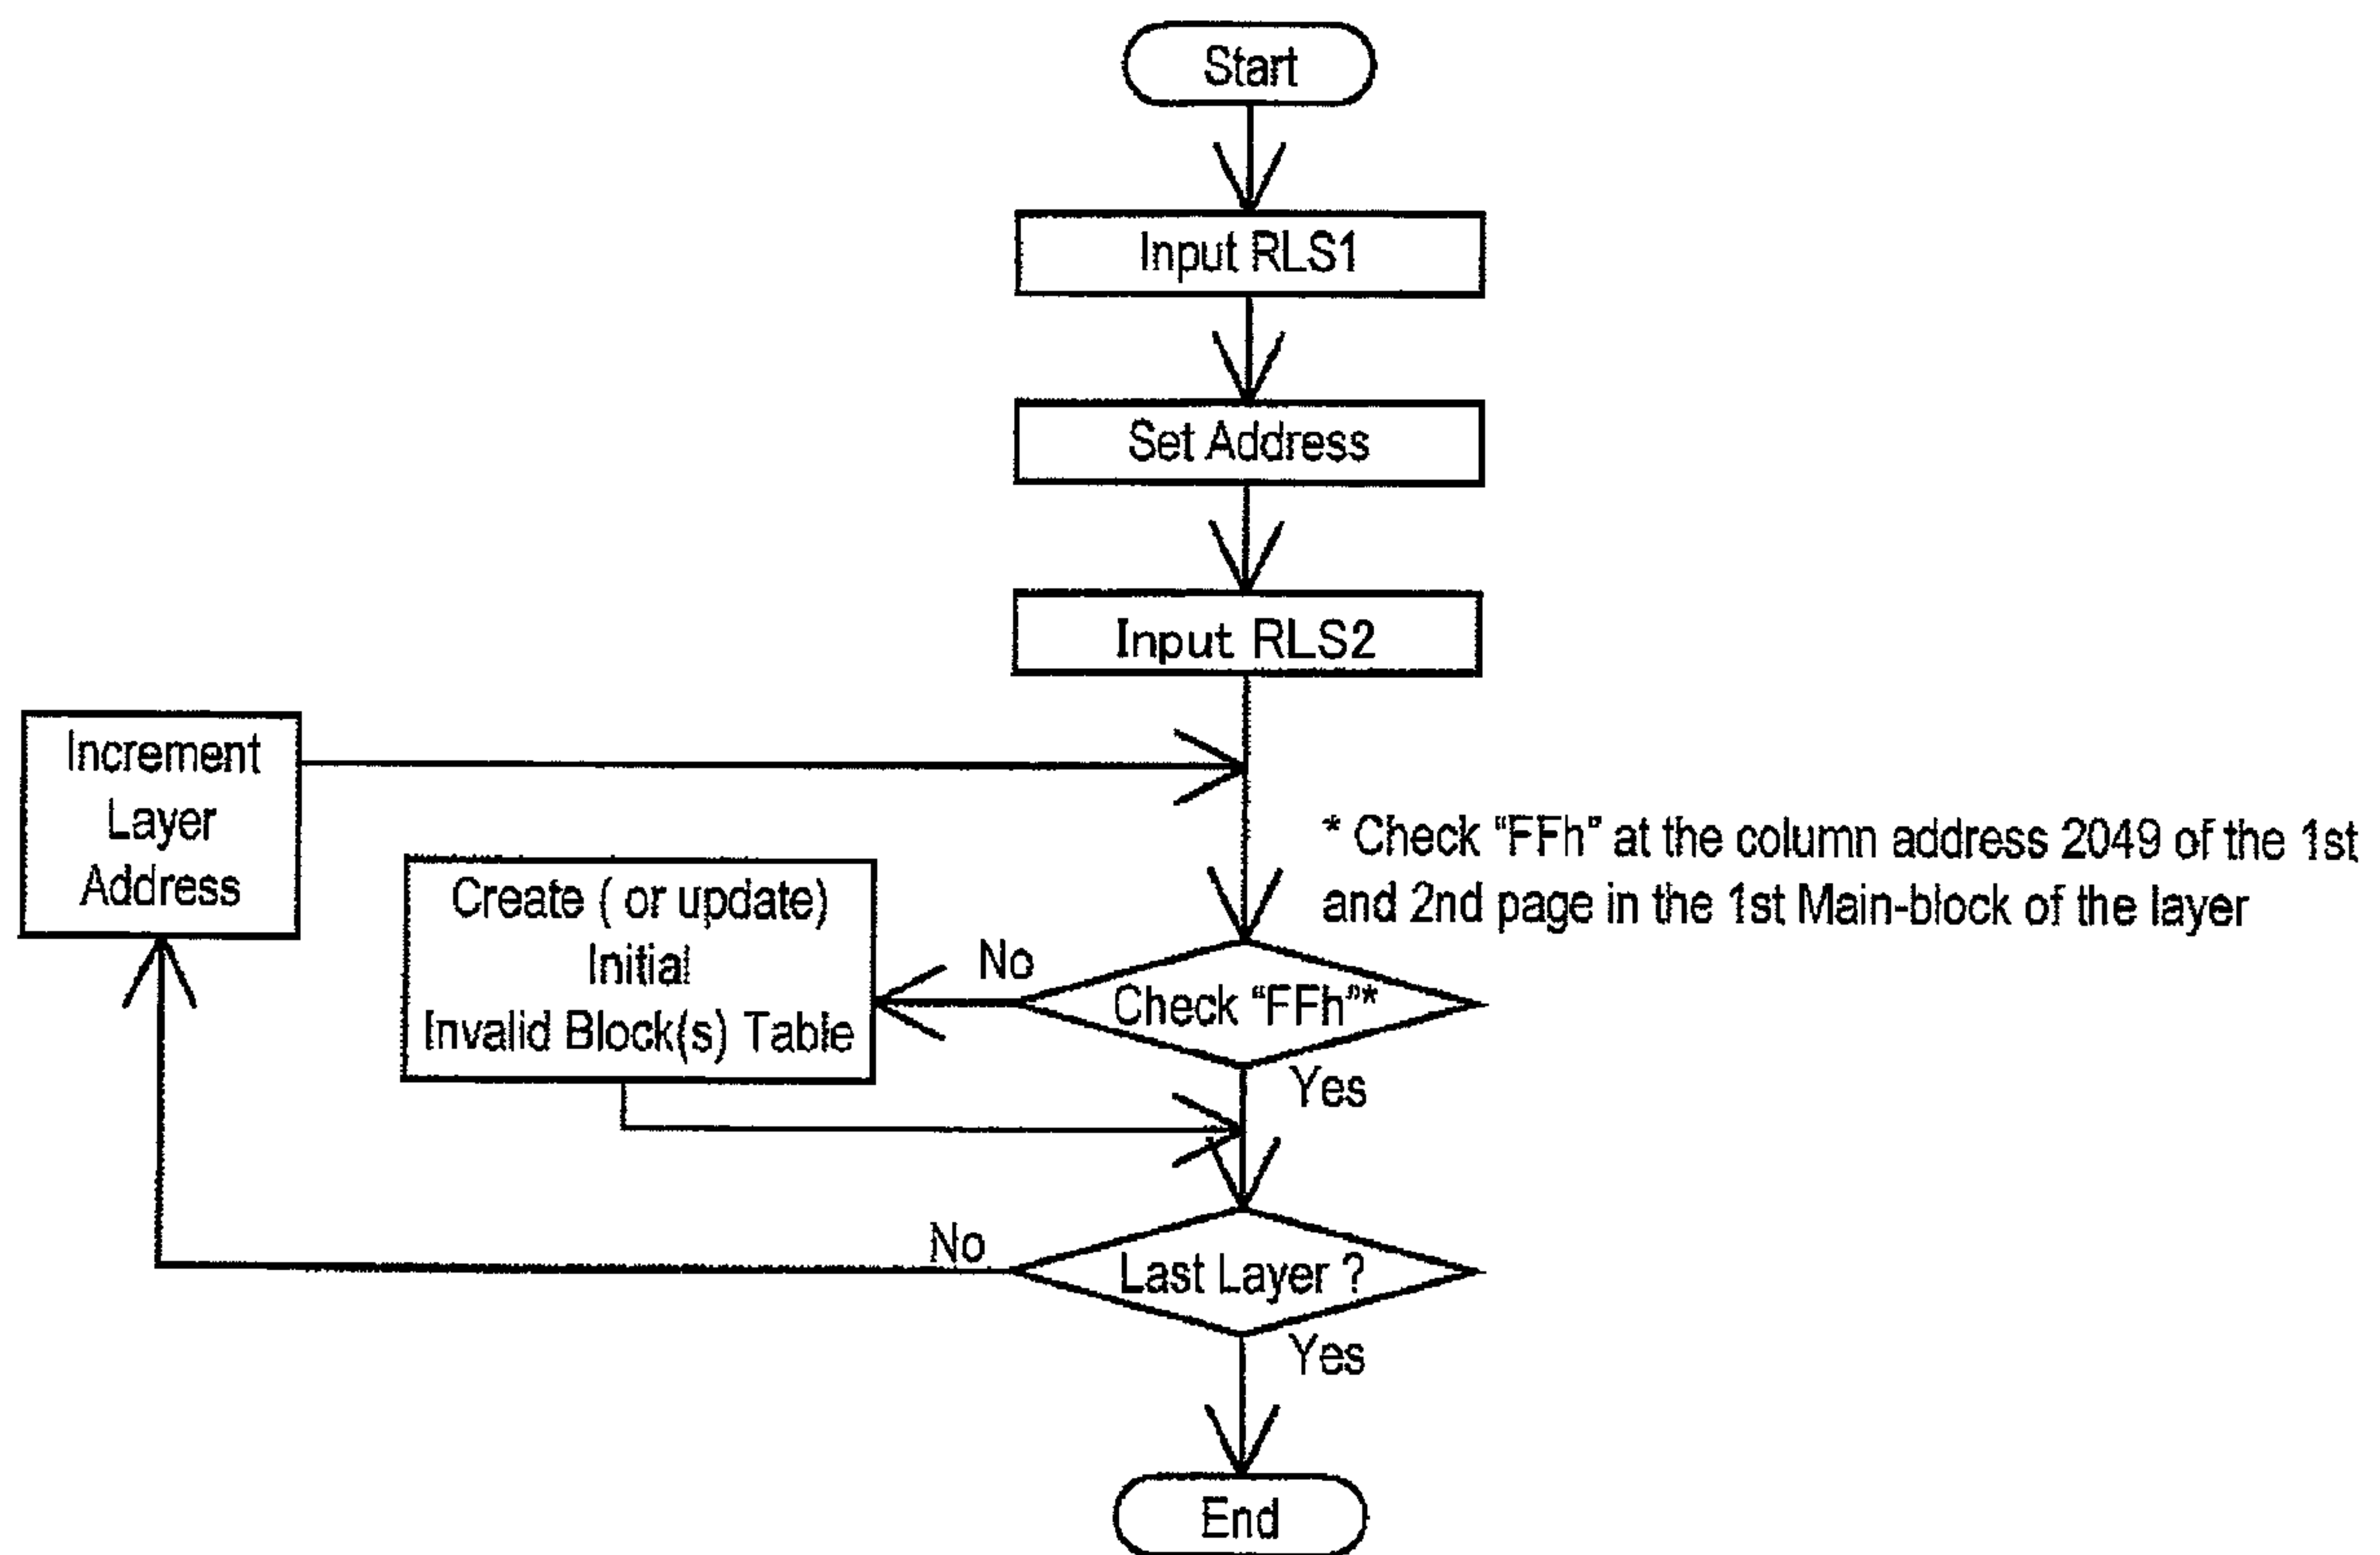 Start
Input RLS1
Set Address
Input RLS2
Increment
Layer
Address
* Check “FFh” at the column address 2049 of the 1st
and 2nd page in the 1st Main-block of the layer
Create ( or update)
Initial
Invalid Block(s) Table
No
Check “FFh”*
Yes
No
Last Layer ?
Yes
End